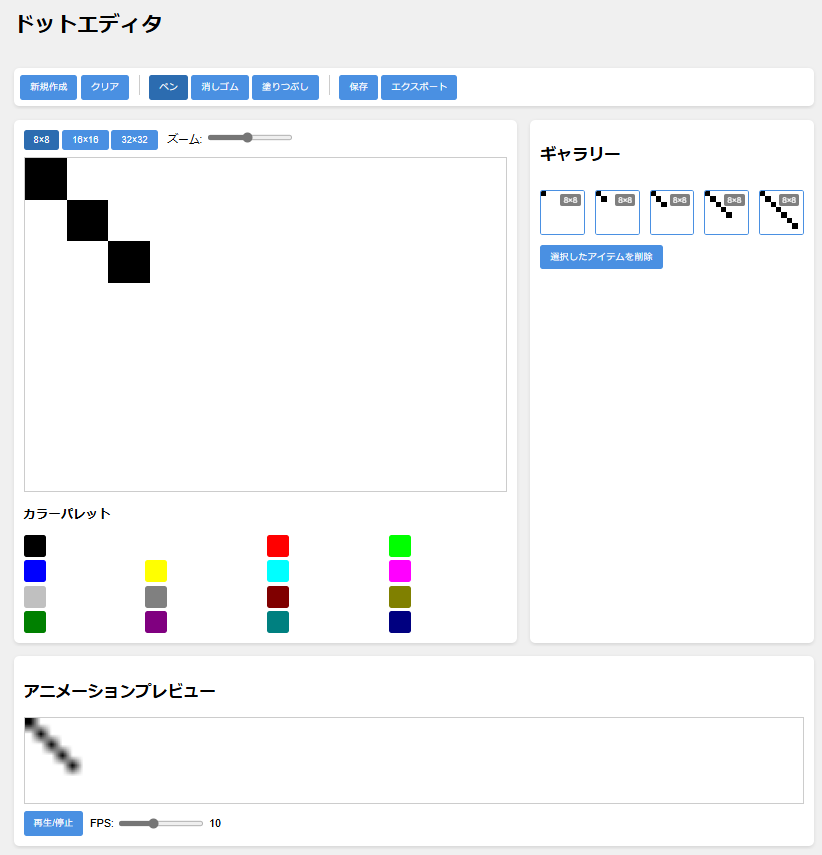 ドットエディタ
新規作成 クリア ペン 消しゴム 塗りつぶし 保存 エクスポート
8×8 16×16 32×32 ズーム:
カラーパレット
ギャラリー
8×8 8×8 8×8 8×8 8×8
選択したアイテムを削除
アニメーションプレビュー
再生/停止 FPS: 10